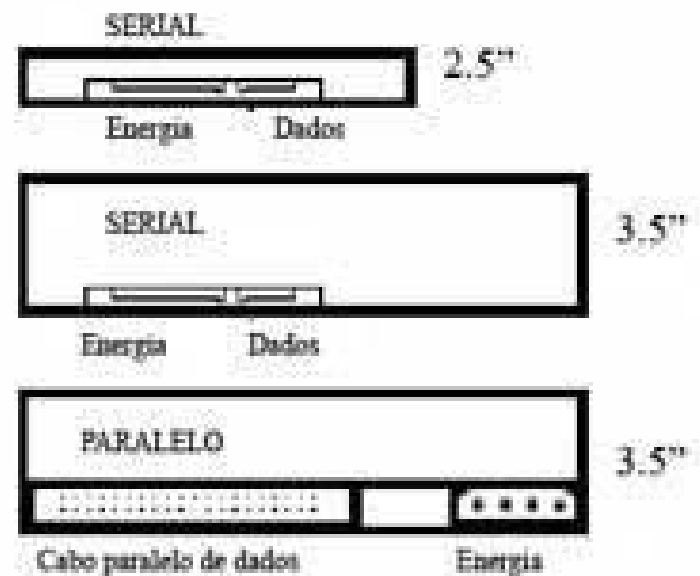 SERIAL
2.5"
Energia Dados
SERIAL
3.5"
Energia Dados
PARALELO
3.5"
Cabo paralelo de dados Energia